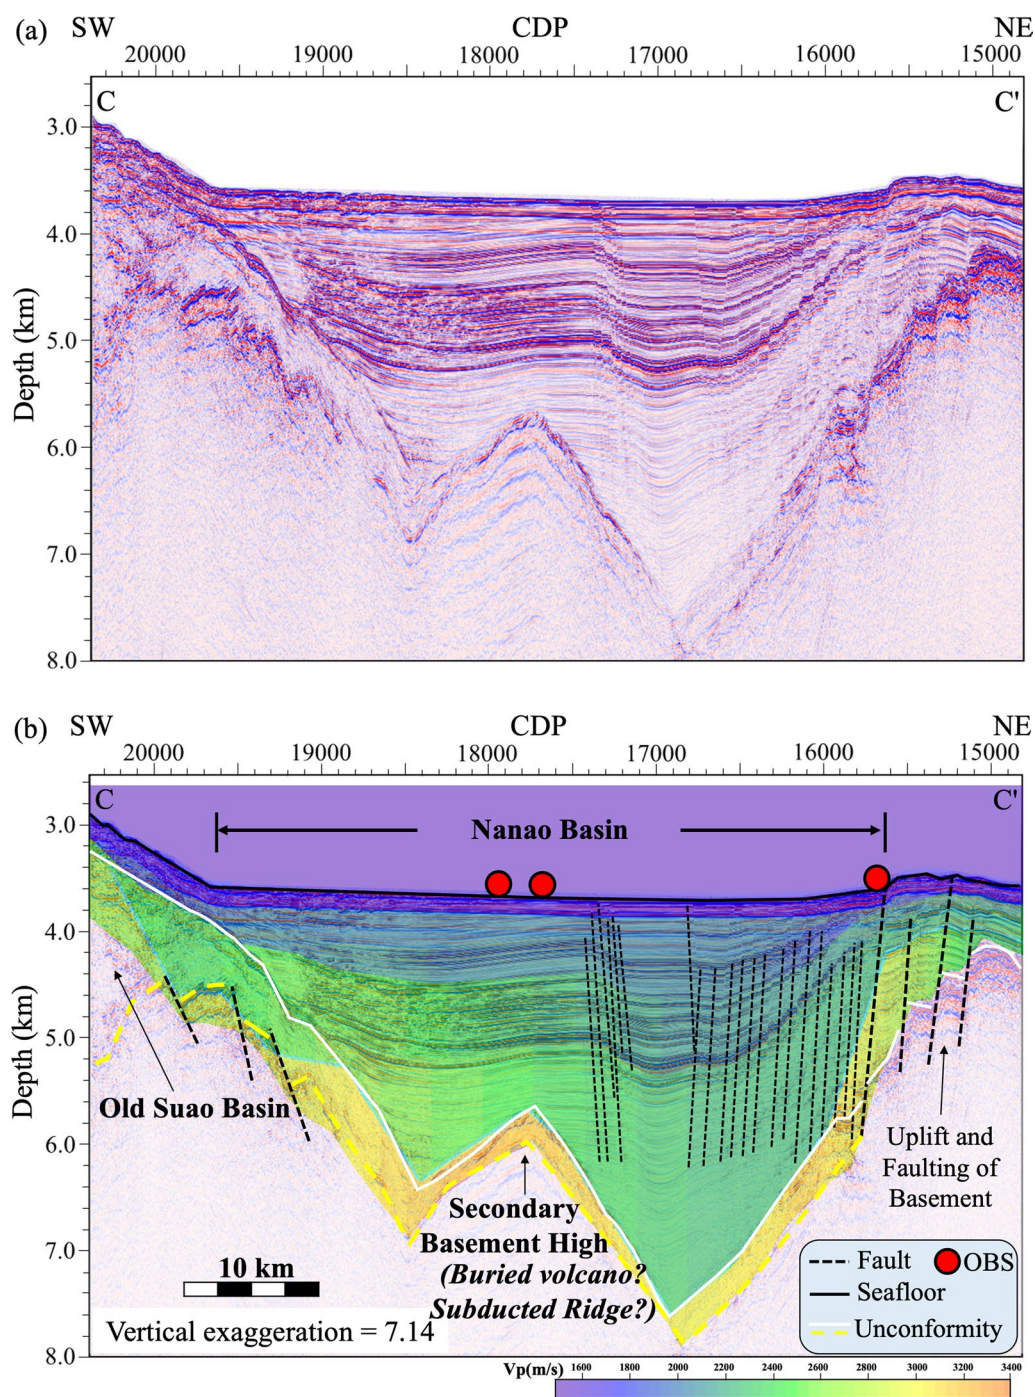 (a) SW CDP NE
20000 19000 18000 17000 16000 15000
C C'
3.0
4.0
5.0
6.0
7.0
8.0
Depth (km)
(b) SW CDP NE
20000 19000 18000 17000 16000 15000
C C'
Nanao Basin
3.0
4.0
5.0
6.0
7.0
8.0
Depth (km)
Old Suao Basin
Secondary
Basement High
(Buried volcano?
Subducted Ridge?)
Uplift and
Faulting of
Basement
10 km
Vertical exaggeration = 7.14
Fault OBS
Seafloor
Unconformity
Vp(m/s) 1600 1800 2000 2200 2400 2600 2800 3000 3200 3400